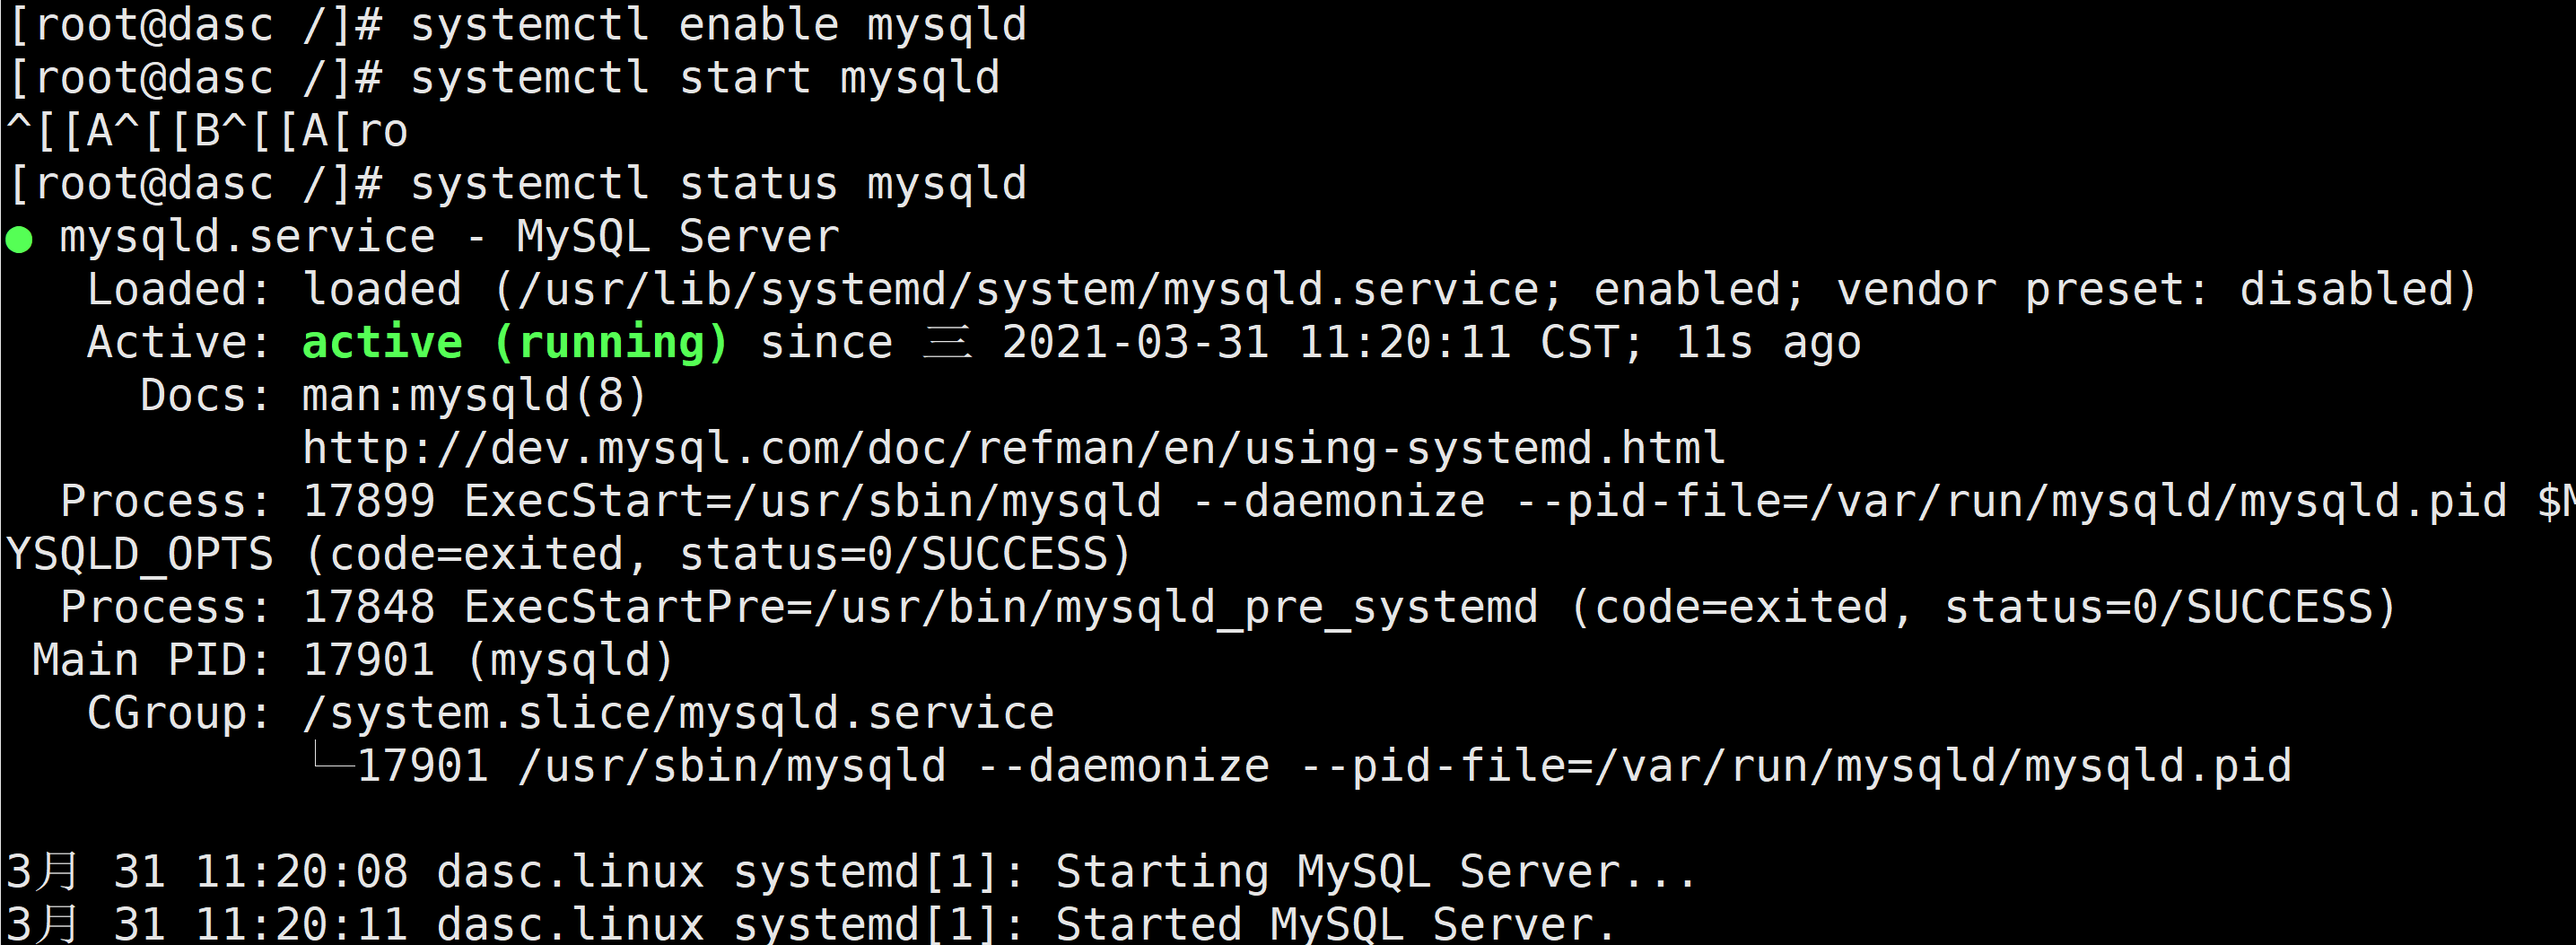 [root@dasc /]# systemctl enable mysqld
[root@dasc /]# systemctl start mysqld
^[[A^[[B^[[A[ro
[root@dasc /]# systemctl status mysqld
● mysqld.service - MySQL Server
   Loaded: loaded (/usr/lib/systemd/system/mysqld.service; enabled; vendor preset: disabled)
   Active: active (running) since 三 2021-03-31 11:20:11 CST; 11s ago
     Docs: man:mysqld(8)
           http://dev.mysql.com/doc/refman/en/using-systemd.html
  Process: 17899 ExecStart=/usr/sbin/mysqld --daemonize --pid-file=/var/run/mysqld/mysqld.pid $M
YSQLD_OPTS (code=exited, status=0/SUCCESS)
  Process: 17848 ExecStartPre=/usr/bin/mysqld_pre_systemd (code=exited, status=0/SUCCESS)
 Main PID: 17901 (mysqld)
   CGroup: /system.slice/mysqld.service
           └─17901 /usr/sbin/mysqld --daemonize --pid-file=/var/run/mysqld/mysqld.pid

3月 31 11:20:08 dasc.linux systemd[1]: Starting MySQL Server...
3月 31 11:20:11 dasc.linux systemd[1]: Started MySQL Server.